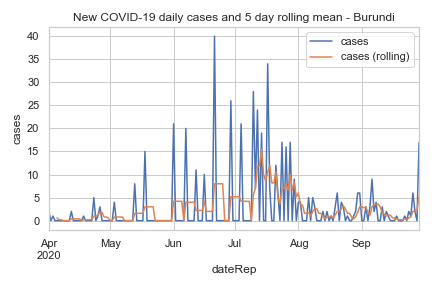 New COVID-19 daily cases and 5 day rolling mean - Burundi
cases
cases (rolling)
cases
40
35
30
25
20
15
10
5
0
Apr May Jun Jul Aug Sep
2020
dateRep